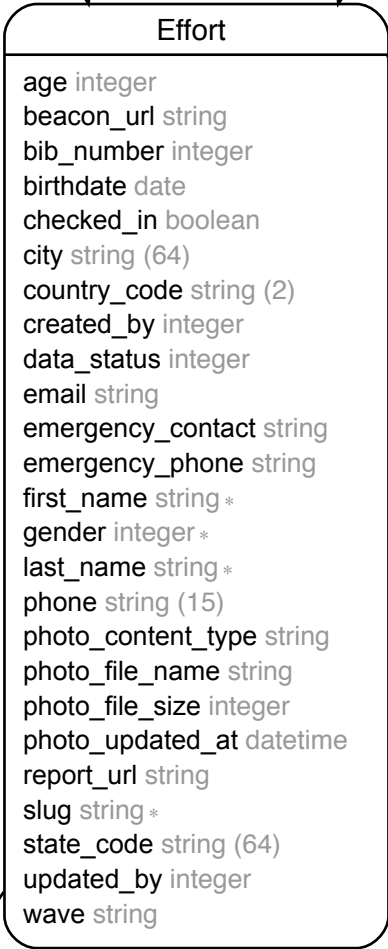 Effort
age integer
beacon_url string
bib_number integer
birthdate date
checked_in boolean
city string (64)
country_code string (2)
created_by integer
data_status integer
email string
emergency_contact string
emergency_phone string
first_name string *
gender integer *
last_name string *
phone string (15)
photo_content_type string
photo_file_name string
photo_file_size integer
photo_updated_at datetime
report_url string
slug string *
state_code string (64)
updated_by integer
wave string